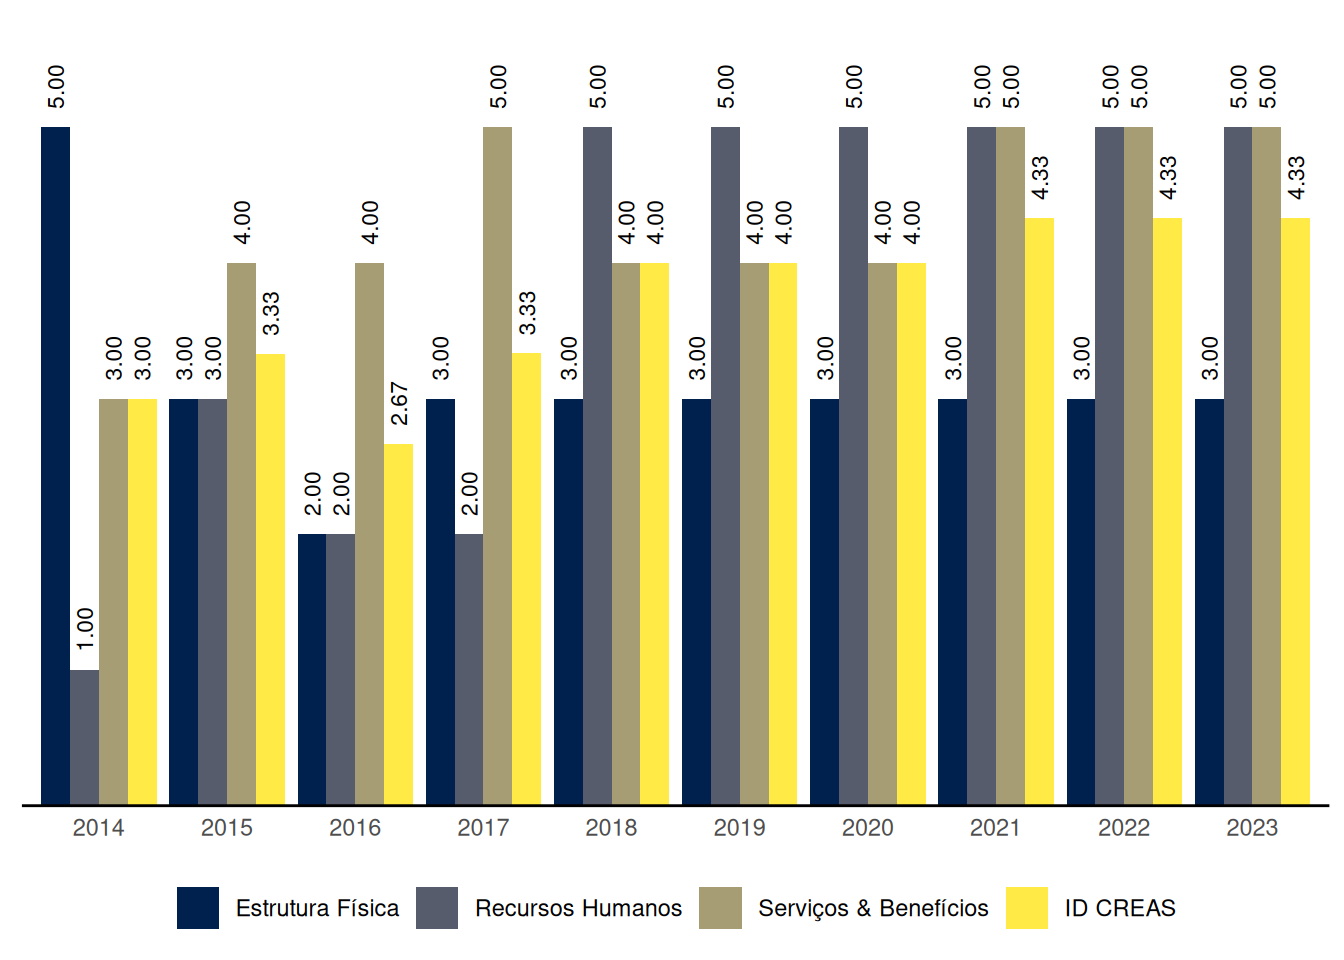 5.00 1.00 3.00 3.00 3.00 3.00 4.00 3.33 2.00 2.00 4.00 2.67 3.00 2.00 5.00 3.33 3.00 5.00 4.00 4.00 3.00 5.00 4.00 4.00 3.00 5.00 4.00 4.00 3.00 5.00 5.00 4.33 3.00 5.00 5.00 4.33 3.00 5.00 5.00 4.33
2014 2015 2016 2017 2018 2019 2020 2021 2022 2023
Estrutura Física Recursos Humanos Serviços & Benefícios ID CREAS